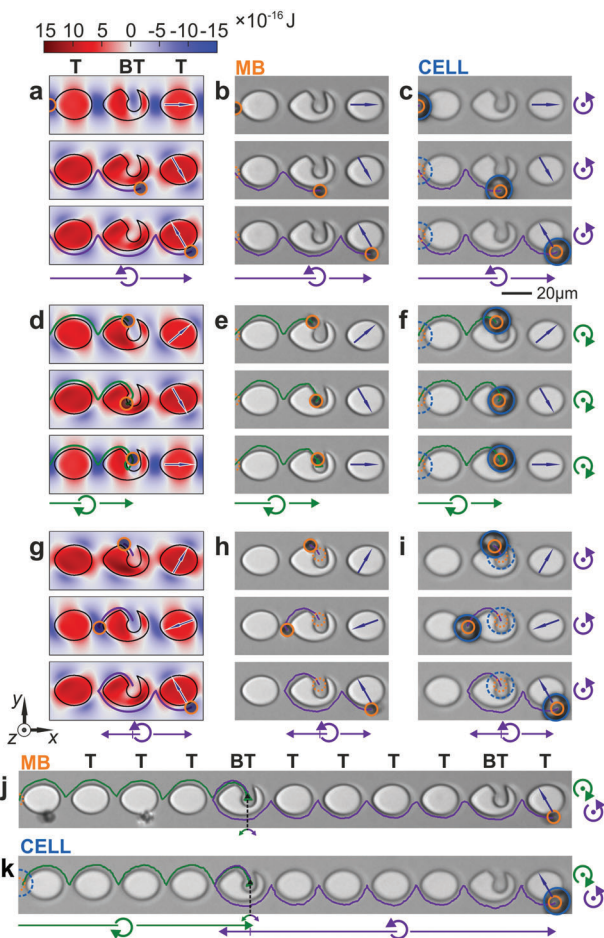 ×10⁻¹⁶ J
15 10 5 0 -5 -10 -15
T BT T MB CELL
a b c
20µm
d e f
g h i
y
z x
MB T T T BT T T T T BT T
j
CELL
k